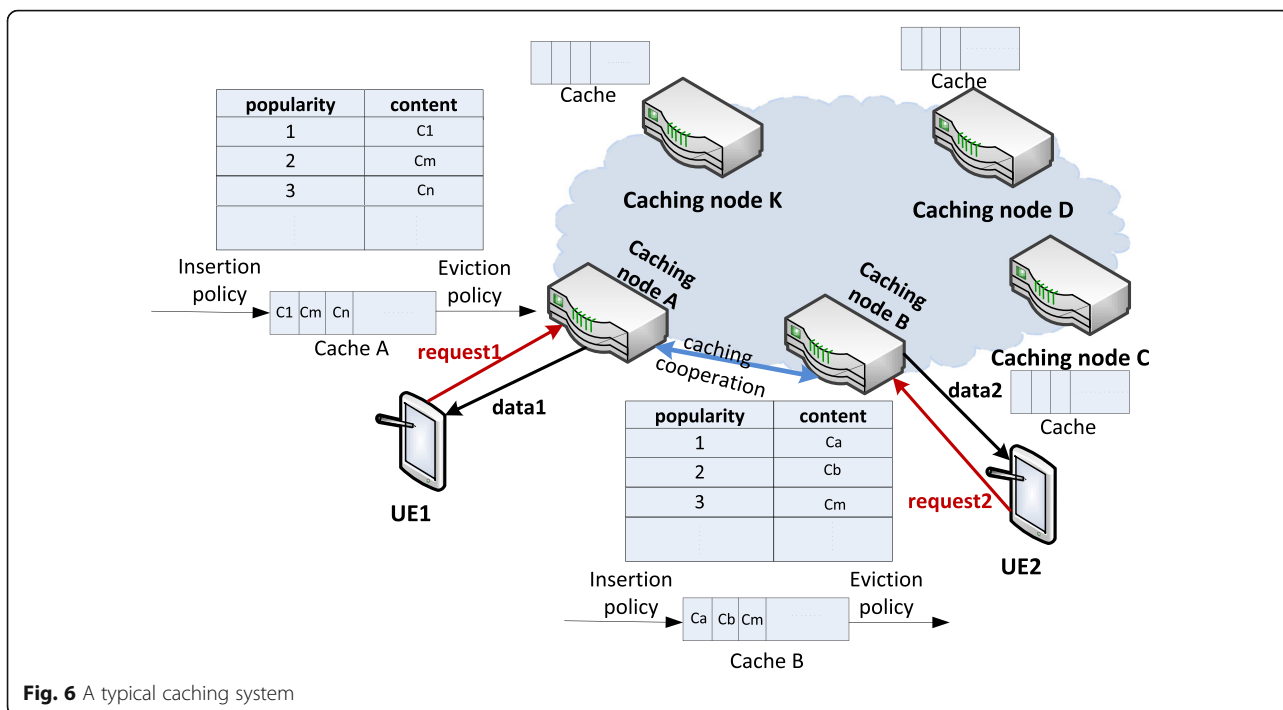 Cache
Cache
popularity content
1 C1
2 Cm
3 Cn
Caching node K
Caching node D
Insertion
policy
Eviction
policy
C1 Cm Cn
Cache A
Caching
node A
Caching
node B
Caching node C
Cache
request1
data1
caching
cooperation
data2
request2
UE1
UE2
popularity content
1 Ca
2 Cb
3 Cm
Insertion
policy
Eviction
policy
Ca Cb Cm
Cache B
Fig. 6 A typical caching system